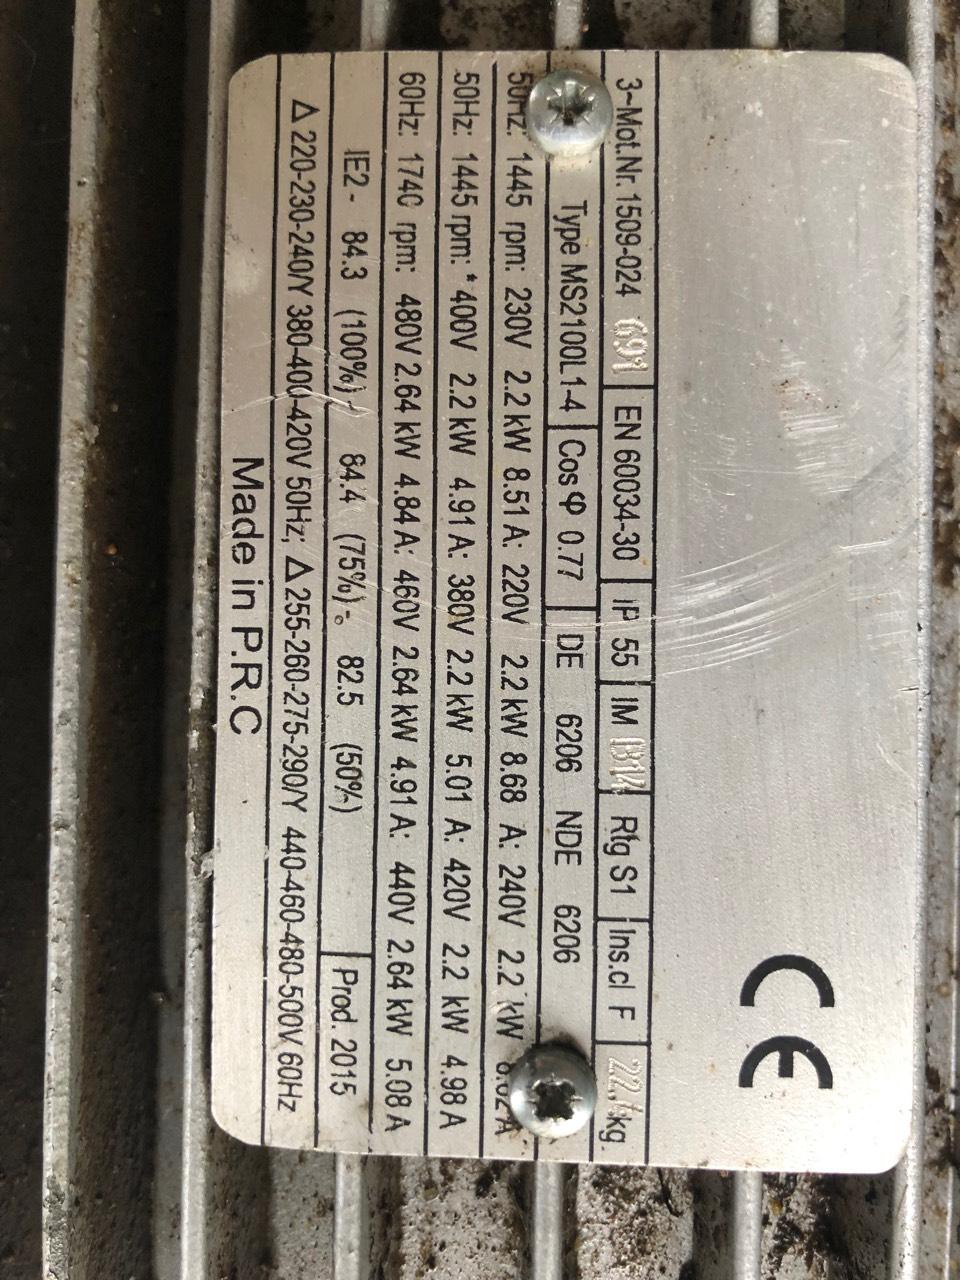 CE
3~Mot.Nr. 1509-024 691 EN 60034-30 IP 55 IM B14 Rtg S1 Ins.cl F kg.
Type MS2100L1-4 Cos φ 0.77 DE 6206 NDE 6206
50Hz: 1445 rpm: 230V 2.2 kW 8.51 A: 220V 2.2 kW 8.68 A: 240V 2.2 kW
50Hz: 1445 rpm: * 400V 2.2 kW 4.91 A: 380V 2.2 kW 5.01 A: 420V 2.2 kW 4.98 A
60Hz: 1740 rpm: 480V 2.64 kW 4.84 A: 460V 2.64 kW 4.91 A: 440V 2.64 kW 5.08 A
IE2 - 84.3 (100%) 84.4 (75%) - 82.5 (50%) Prod. 2015
Δ 220-230-240/Y 380-400-420V 50Hz; Δ 255-260-275-290/Y 440-460-480-500V 60Hz
Made in P.R.C